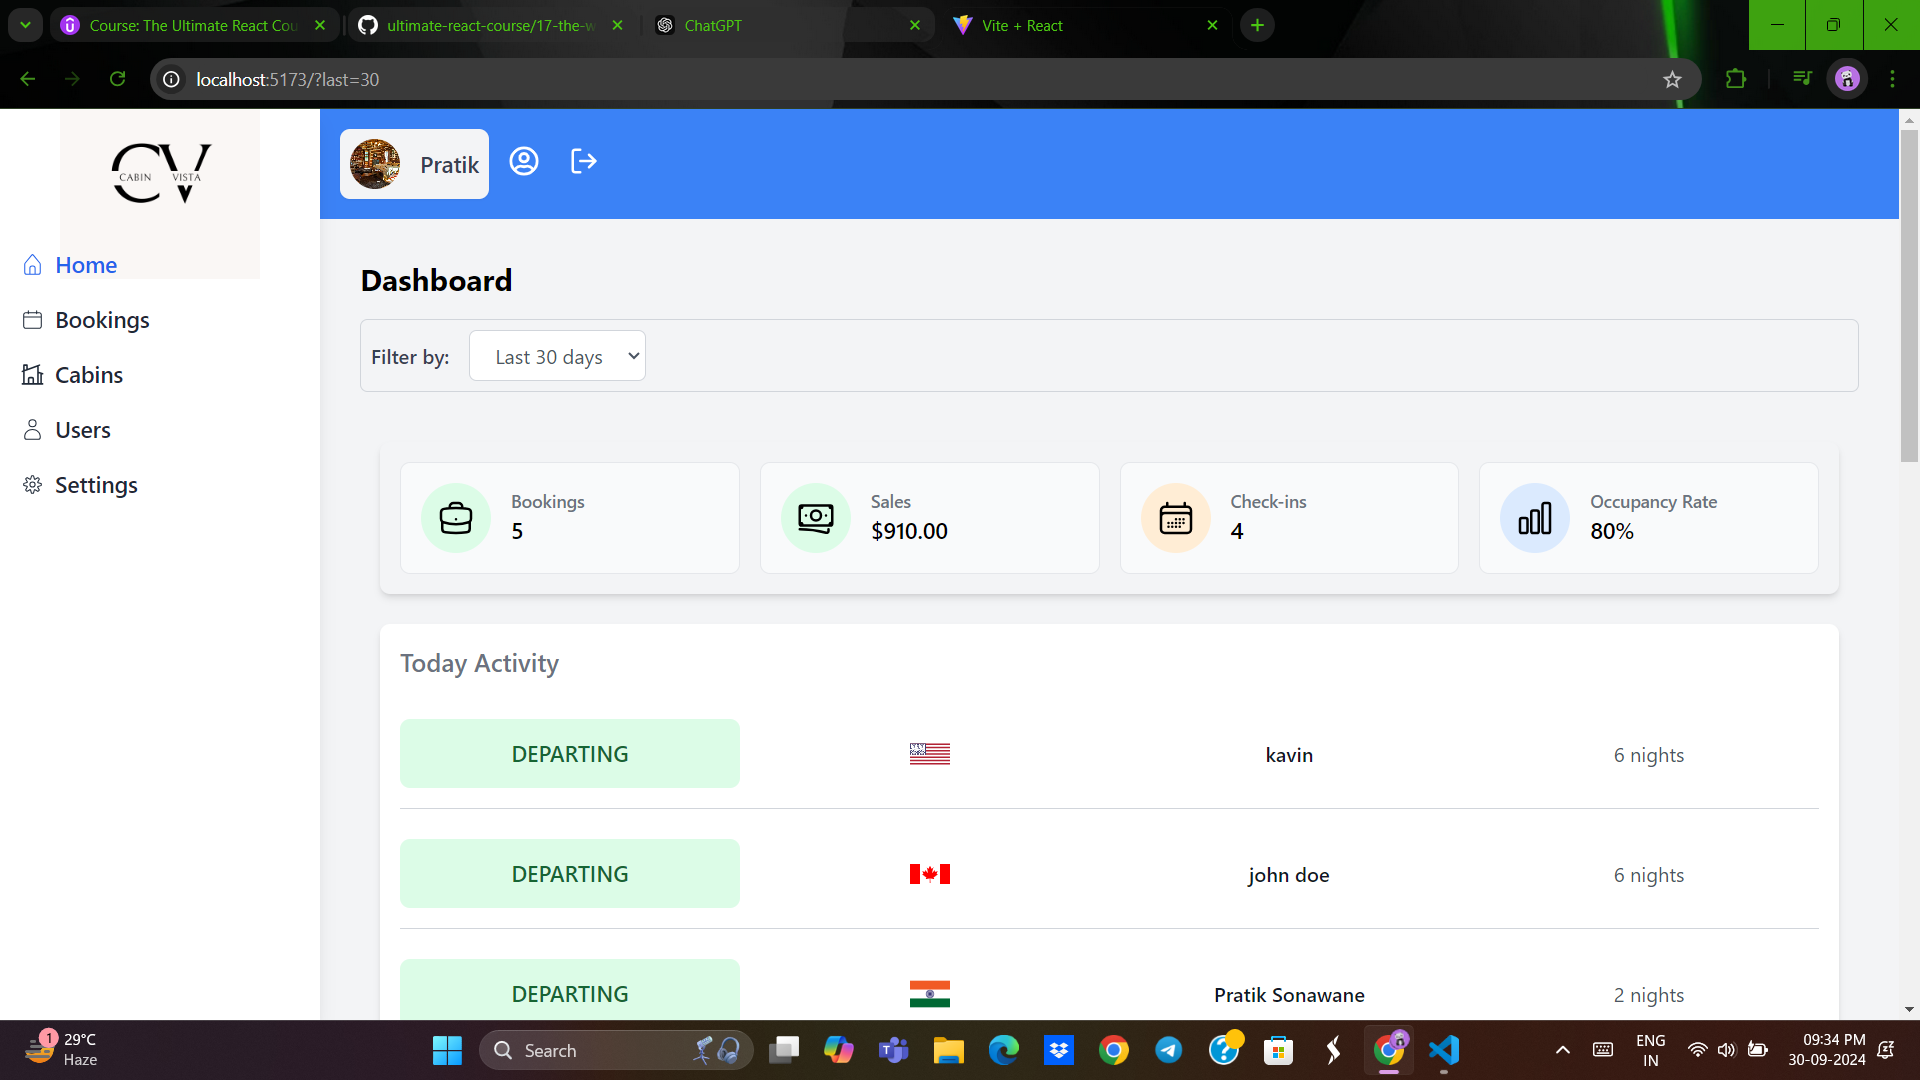 Course: The Ultimate React Cou
ultimate-react-course/17-the-w
ChatGPT
Vite + React
localhost:5173/?last=30
CV
CABIN VISTA
Pratik
Home
Bookings
Cabins
Users
Settings
Dashboard
Filter by:
Last 30 days
Bookings
5
Sales
$910.00
Check-ins
4
Occupancy Rate
80%
Today Activity
DEPARTING kavin 6 nights
DEPARTING john doe 6 nights
DEPARTING Pratik Sonawane 2 nights
1
29°C
Haze
Search
ENG
IN
09:34 PM
30-09-2024